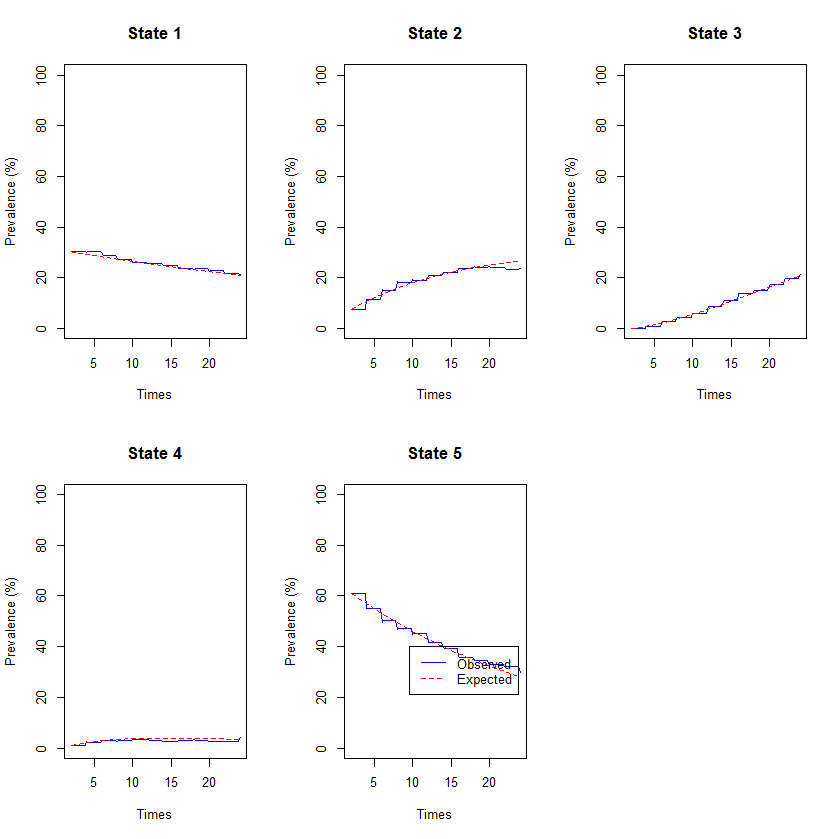 State 1
Prevalence (%)
0 20 40 60 80 100
5 10 15 20
Times
State 2
Prevalence (%)
0 20 40 60 80 100
5 10 15 20
Times
State 3
Prevalence (%)
0 20 40 60 80 100
5 10 15 20
Times
State 4
Prevalence (%)
0 20 40 60 80 100
5 10 15 20
Times
State 5
Prevalence (%)
0 20 40 60 80 100
5 10 15 20
Times
Observed
Expected